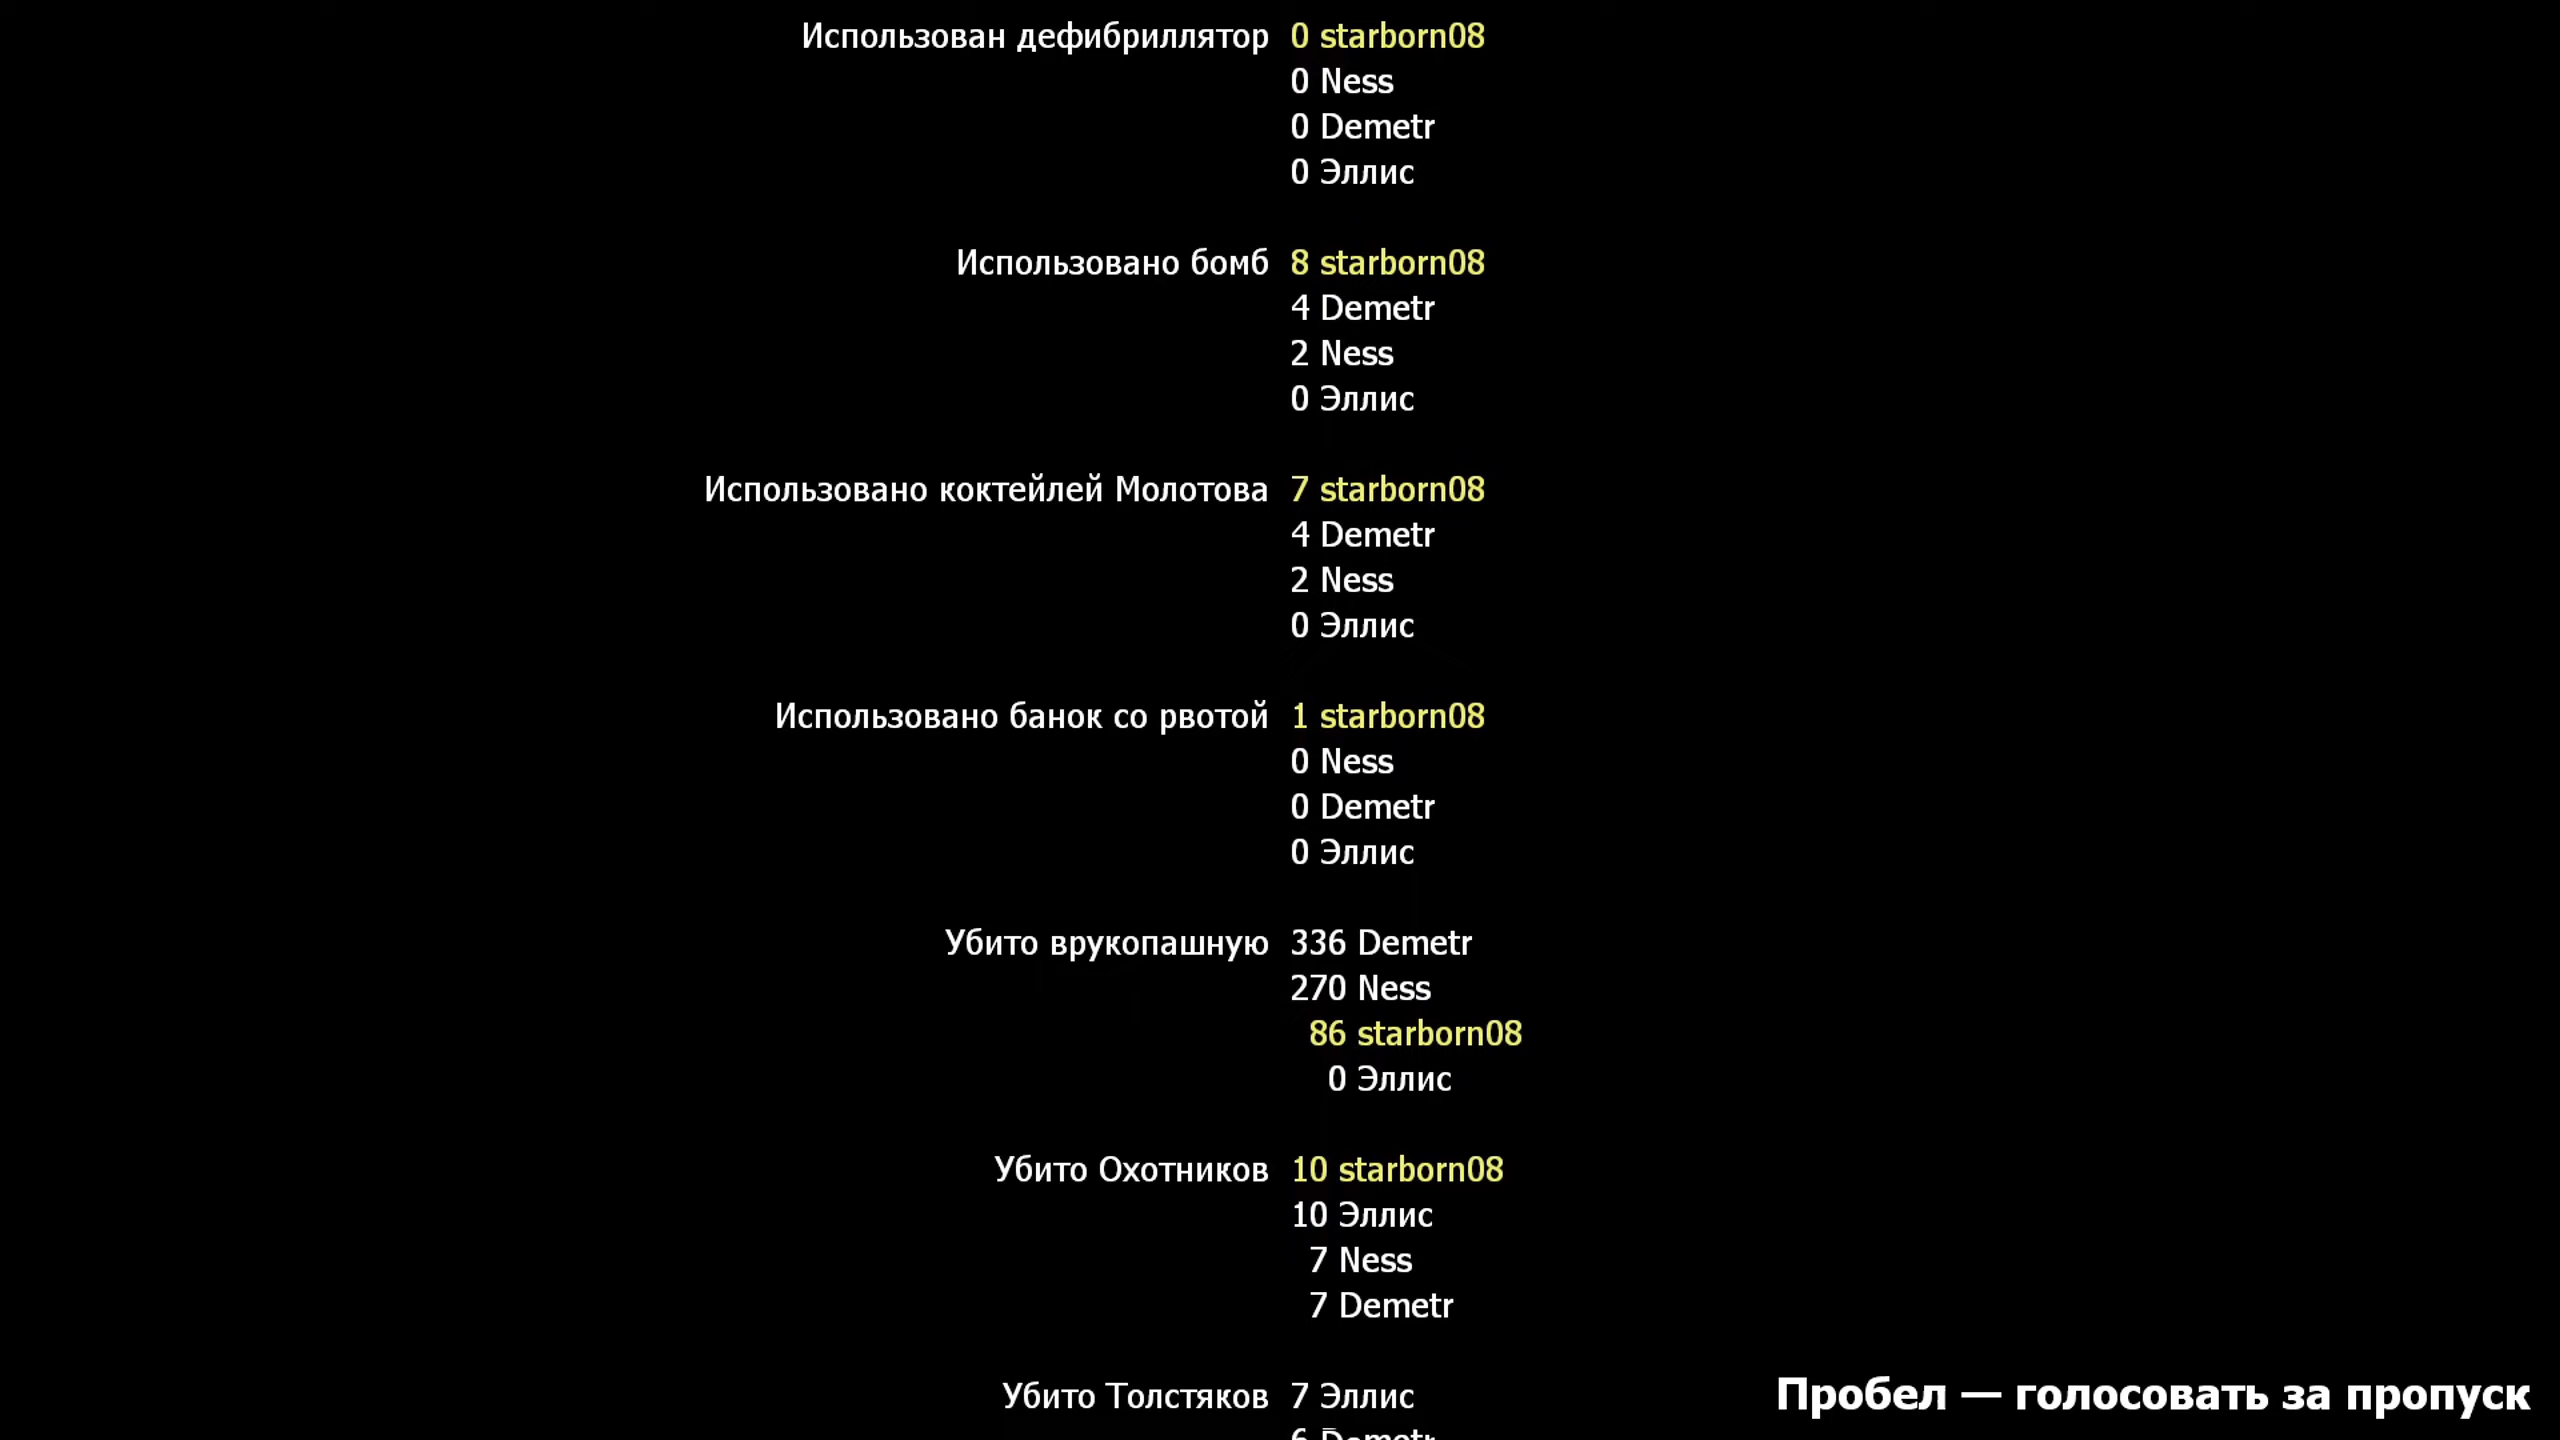 Использован дефибриллятор 0 starborn08
0 Ness
0 Demetr
0 Эллис
Использовано бомб 8 starborn08
4 Demetr
2 Ness
0 Эллис
Использовано коктейлей Молотова 7 starborn08
4 Demetr
2 Ness
0 Эллис
Использовано банок со рвотой 1 starborn08
0 Ness
0 Demetr
0 Эллис
Убито врукопашную 336 Demetr
270 Ness
86 starborn08
0 Эллис
Убито Охотников 10 starborn08
10 Эллис
7 Ness
7 Demetr
Убито Толстяков 7 Эллис
6 Demetr
Пробел — голосовать за пропуск